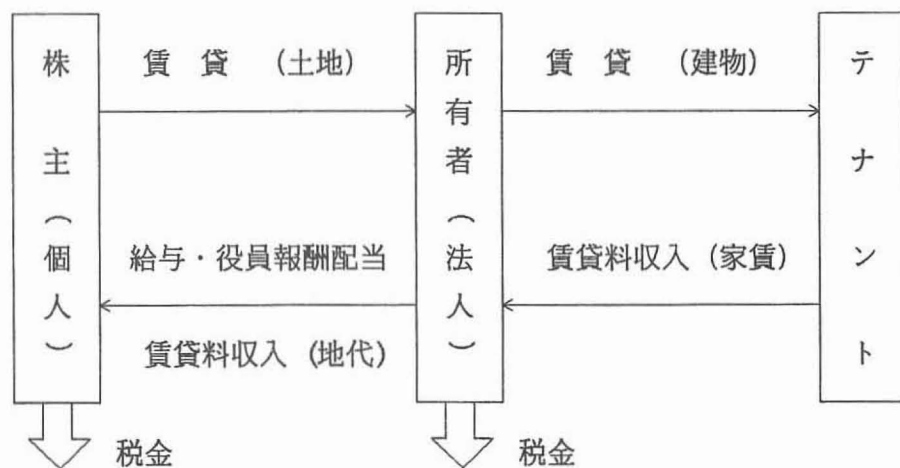 株主（個人）
賃貸（土地）
所有者（法人）
賃貸（建物）
テナント
給与・役員報酬配当
賃貸料収入（家賃）
賃貸料収入（地代）
税金
税金